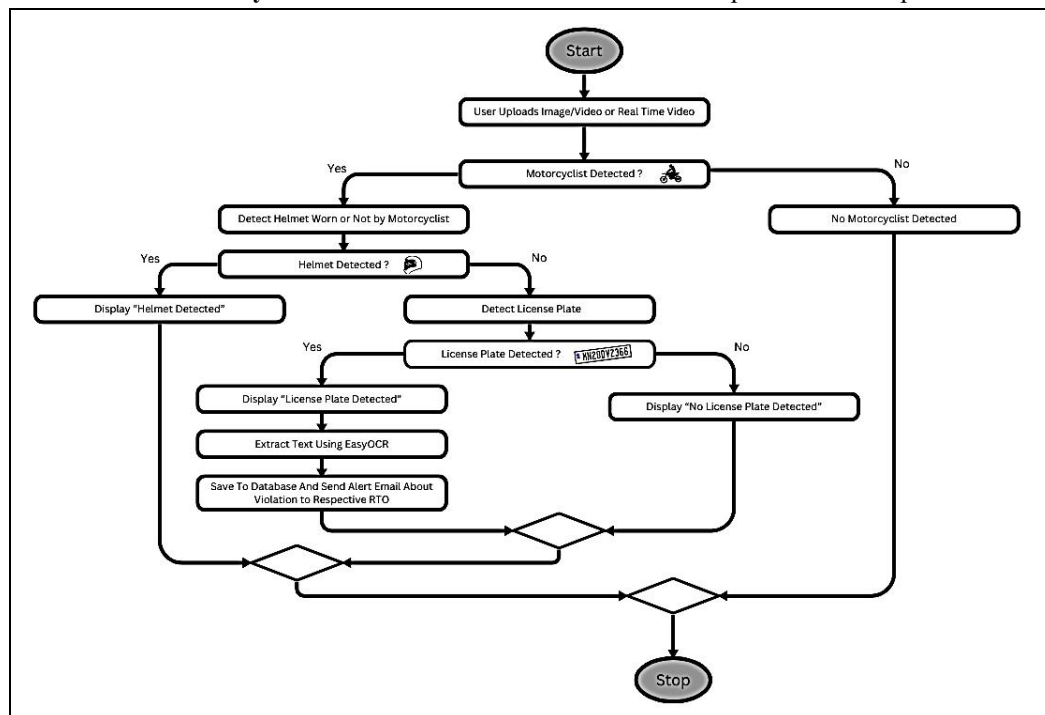 Start
User Uploads Image/Video or Real Time Video
Yes
Motorcyclist Detected ?
No
Detect Helmet Worn or Not by Motorcyclist
No Motorcyclist Detected
Yes
Helmet Detected ?
No
Display “Helmet Detected”
Detect License Plate
Yes
License Plate Detected ?
No
Display “License Plate Detected”
Display “No License Plate Detected”
Extract Text Using EasyOCR
Save To Database And Send Alert Email About
Violation to Respective RTO
Stop